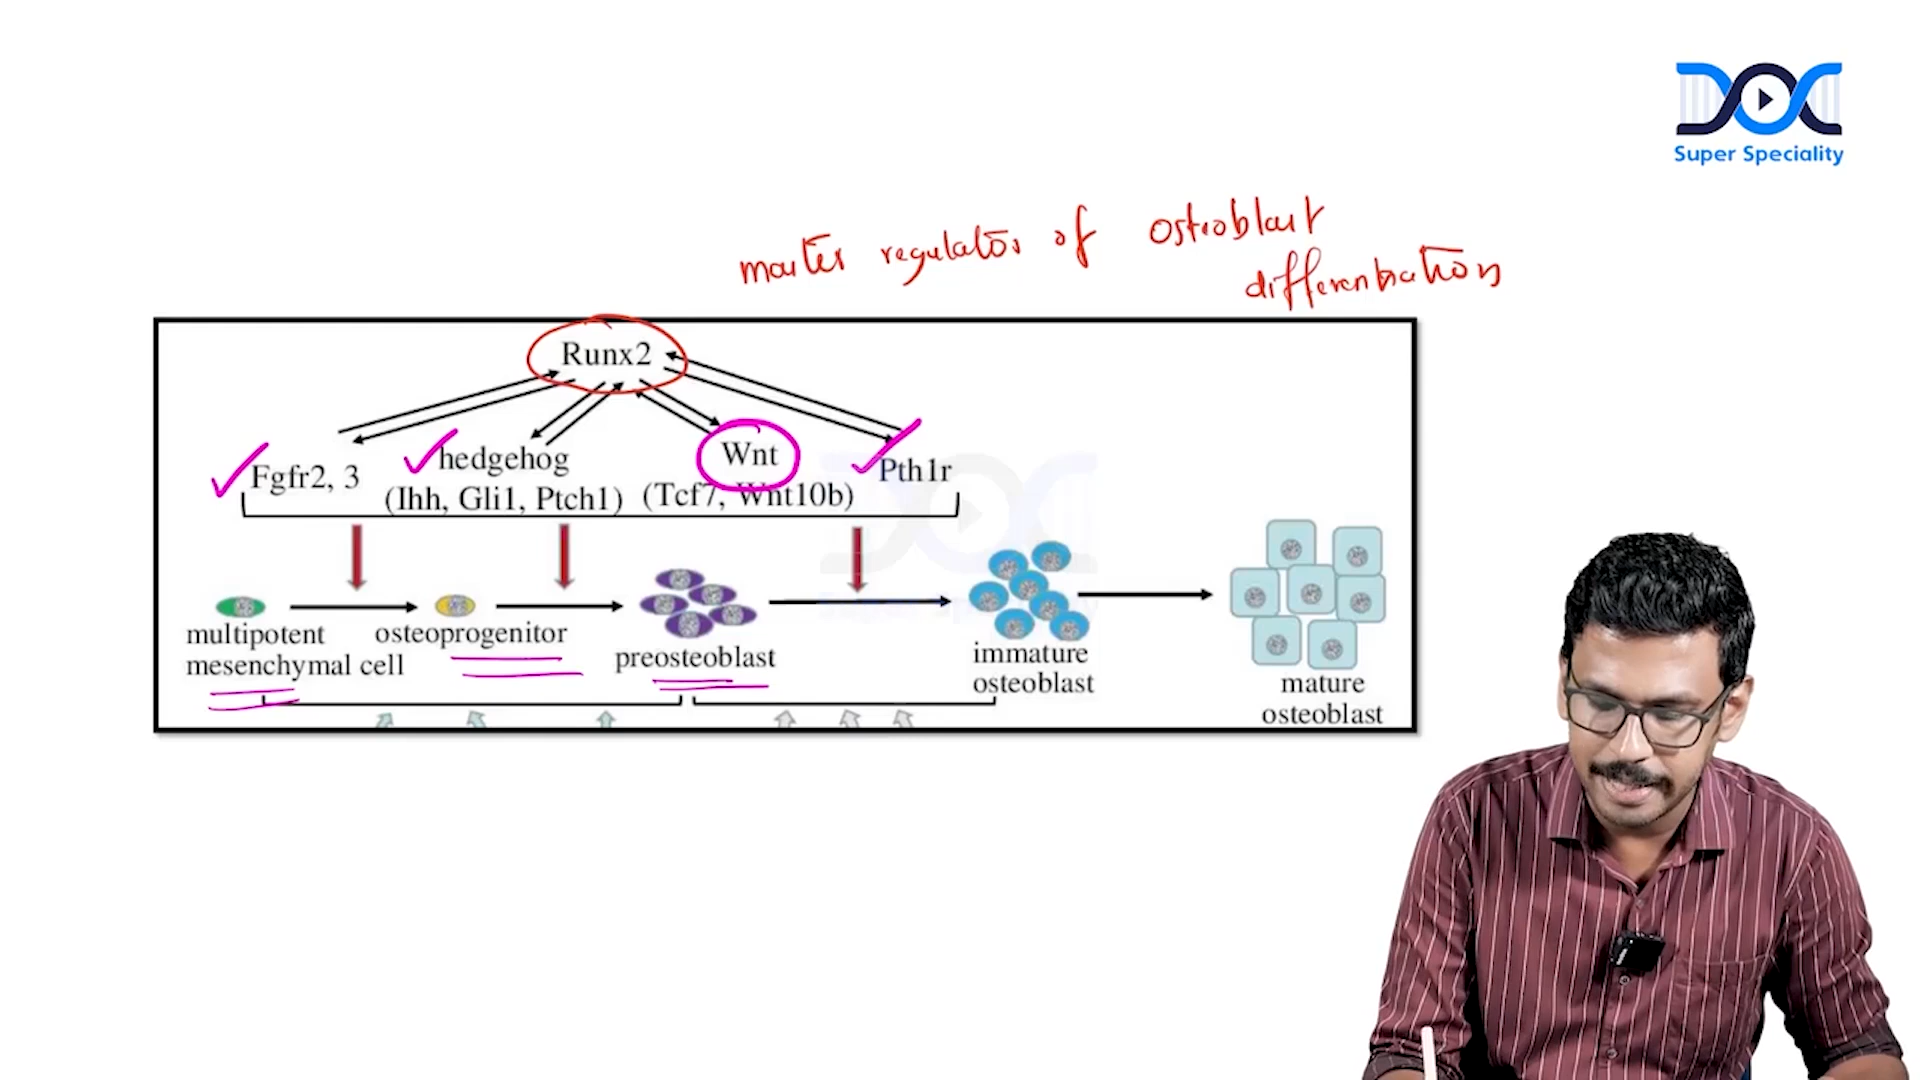 DOC
Super Speciality
master regulator of osteoblast
differentiation
Runx2
Fgfr2, 3
hedgehog
(Ihh, Gli1, Ptch1)
Wnt
(Tcf7, Wnt10b)
Pth1r
multipotent
mesenchymal cell
osteoprogenitor
preosteoblast
immature
osteoblast
mature
osteoblast